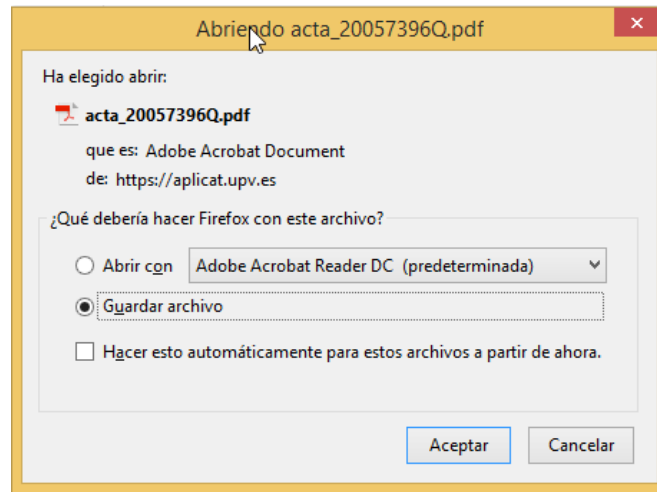 Abriendo acta_20057396Q.pdf
Ha elegido abrir:
acta_20057396Q.pdf
que es: Adobe Acrobat Document
de: https://aplicat.upv.es
¿Qué debería hacer Firefox con este archivo?
Abrir con Adobe Acrobat Reader DC (predeterminada)
Guardar archivo
Hacer esto automáticamente para estos archivos a partir de ahora.
Aceptar Cancelar